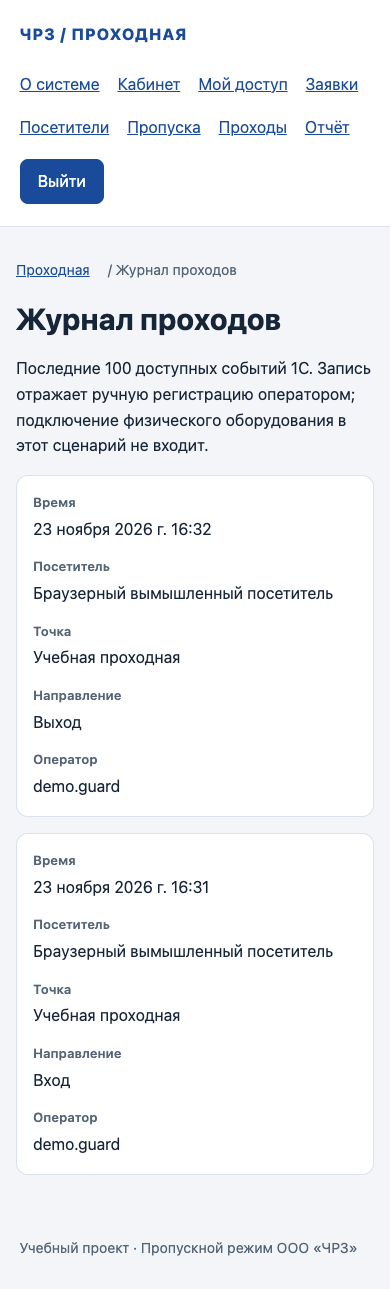 ЧРЗ / ПРОХОДНАЯ
О системе Кабинет Мой доступ Заявки
Посетители Пропуска Проходы Отчёт
Выйти
Проходная / Журнал проходов
Журнал проходов
Последние 100 доступных событий 1С. Запись
отражает ручную регистрацию оператором;
подключение физического оборудования в
этот сценарий не входит.
Время
23 ноября 2026 г. 16:32
Посетитель
Браузерный вымышленный посетитель
Точка
Учебная проходная
Направление
Выход
Оператор
demo.guard
Время
23 ноября 2026 г. 16:31
Посетитель
Браузерный вымышленный посетитель
Точка
Учебная проходная
Направление
Вход
Оператор
demo.guard
Учебный проект · Пропускной режим ООО «ЧРЗ»